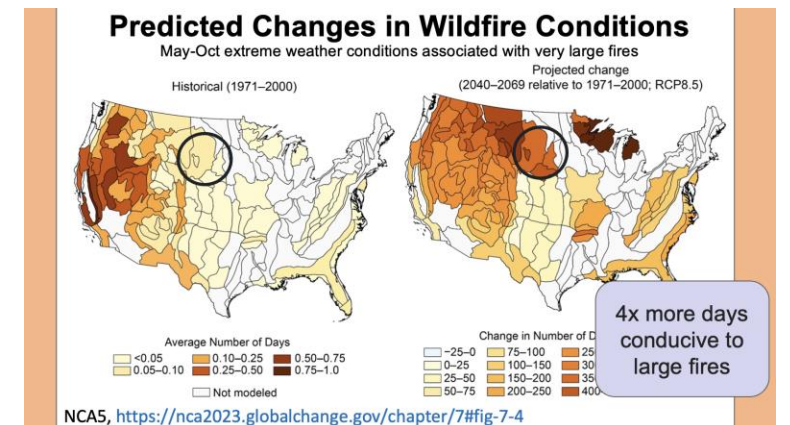 Predicted Changes in Wildfire Conditions
May-Oct extreme weather conditions associated with very large fires
Historical (1971–2000)
Projected change
(2040–2069 relative to 1971–2000; RCP8.5)
Average Number of Days
<0.05
0.05–0.10
0.10–0.25
0.25–0.50
0.50–0.75
0.75–1.0
Not modeled
Change in Number of D
−25–0
0–25
25–50
50–75
75–100
100–150
150–200
200–250
25
30
35
400
4x more days
conducive to
large fires
NCA5, https://nca2023.globalchange.gov/chapter/7#fig-7-4